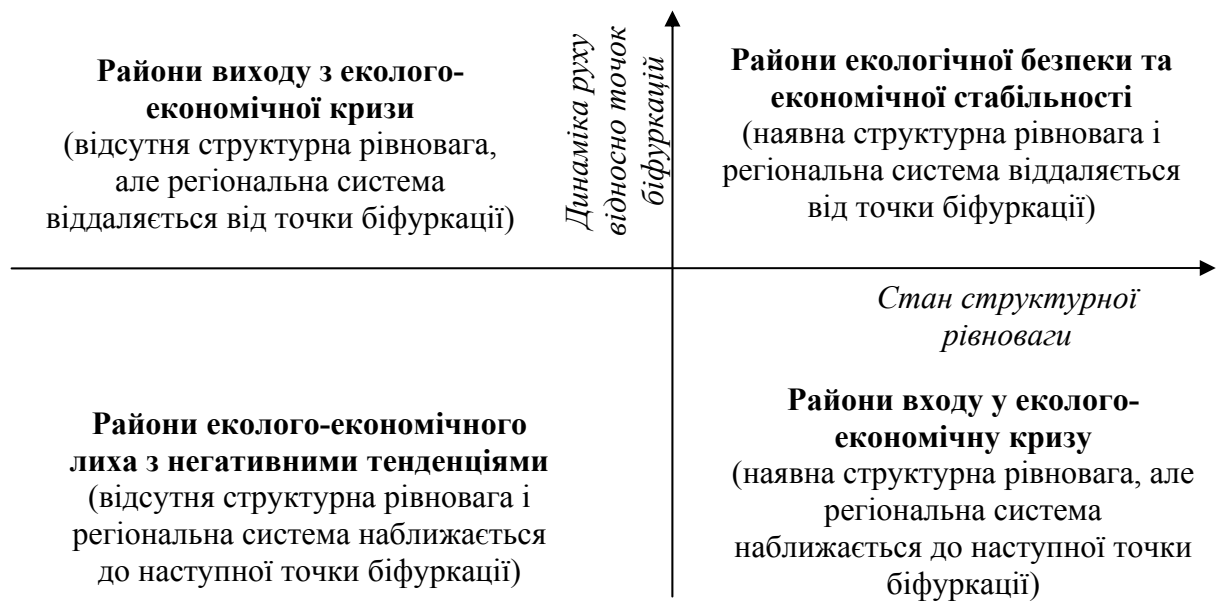 Райони виходу з еколого-
економічної кризи
(відсутня структурна рівновага,
але регіональна система
віддаляється від точки біфуркації)
Динаміка руху
відносно точок
біфуркацій
Райони екологічної безпеки та
економічної стабільності
(наявна структурна рівновага і
регіональна система віддаляється
від точки біфуркації)
Стан структурної
рівноваги
Райони еколого-економічного
лиха з негативними тенденціями
(відсутня структурна рівновага і
регіональна система наближається
до наступної точки біфуркації)
Райони входу у еколого-
економічну кризу
(наявна структурна рівновага, але
регіональна система
наближається до наступної точки
біфуркації)